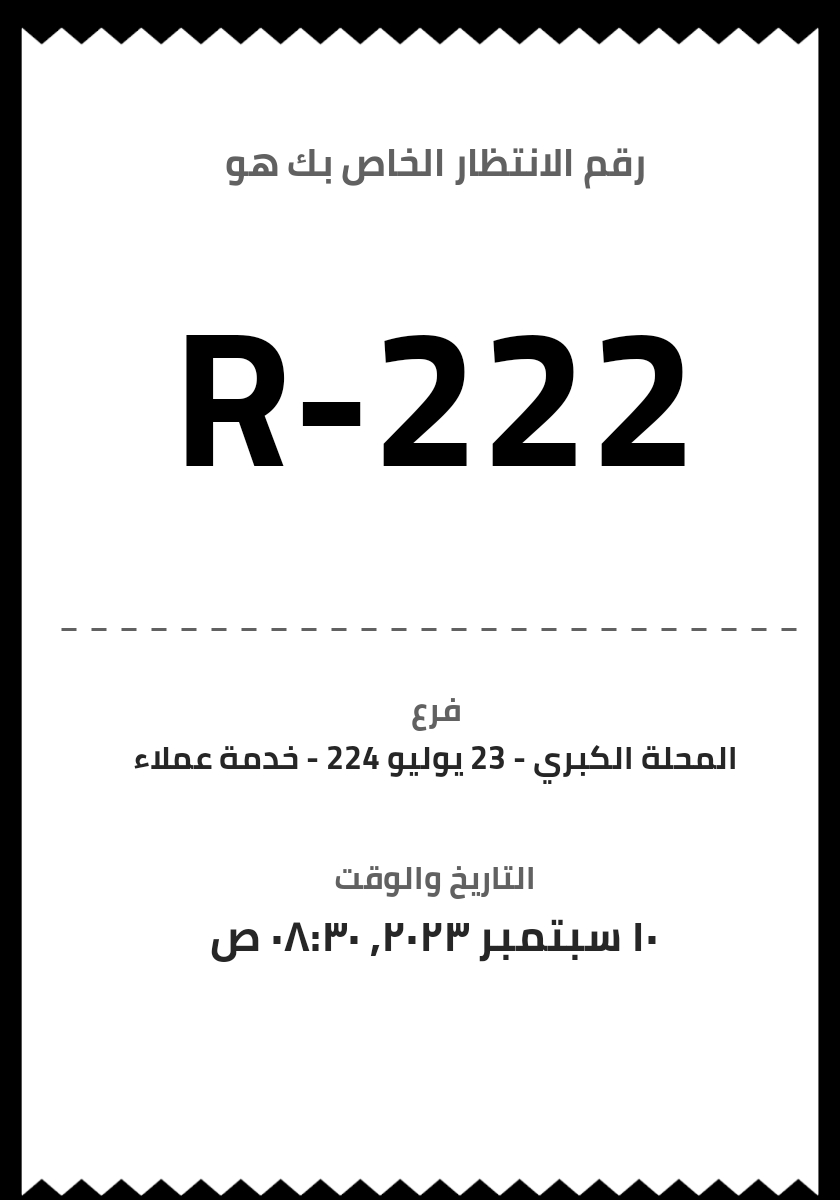 رقم الانتظار الخاص بك هو
R-222
فرع
المحلة الكبري - 23 يوليو 224 - خدمة عملاء
التاريخ والوقت
١٠ سبتمبر ٢٠٢٣, ٠٨:٣٠ ص